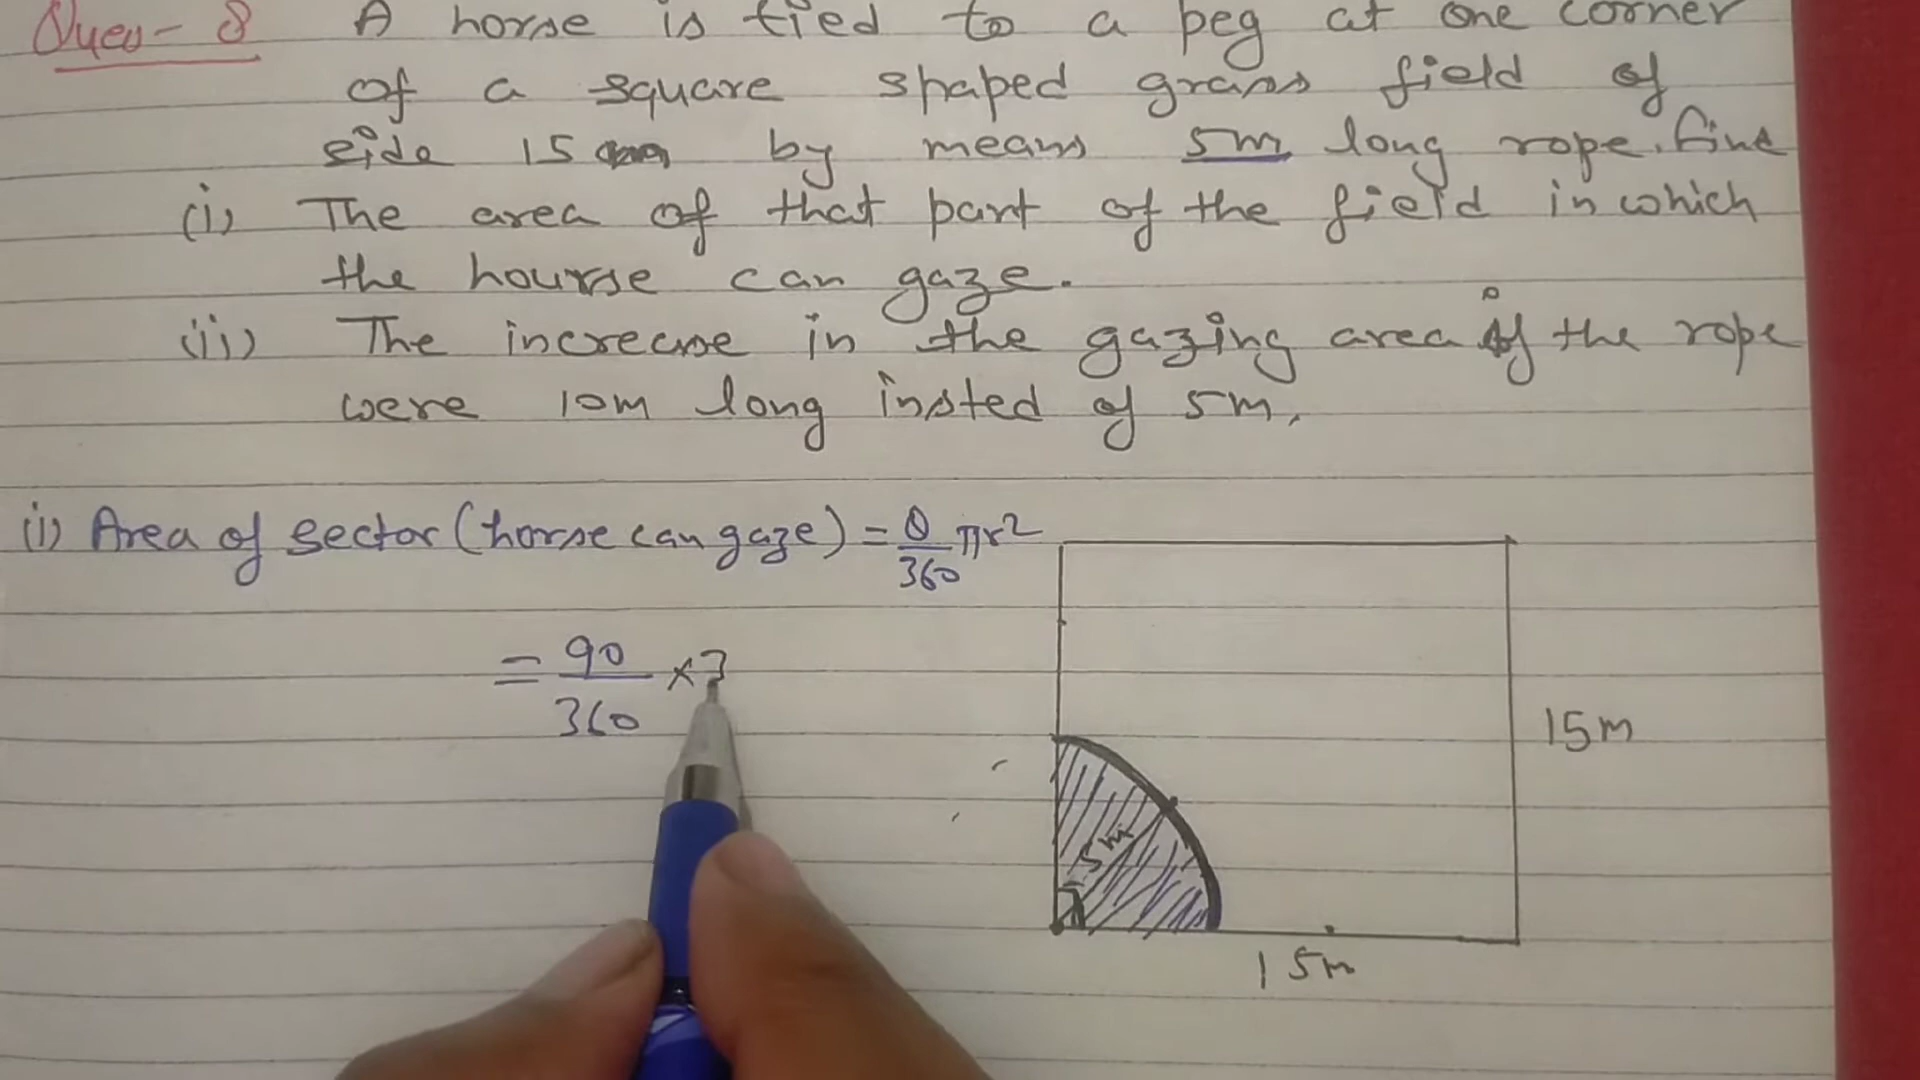 Ques- 8 A horse is tied to a peg at one corner
of a square shaped grass field of
side 15 by means 5m long rope. find
(i) The area of that part of the field in which
the hourse can gaze.
(ii) The increase in the gazing area if the rope
were 10m long insted of 5m.
(i) Area of sector (horse can gaze) = θ/360 πr²
= 90/360 × 3
15m
5m
15m